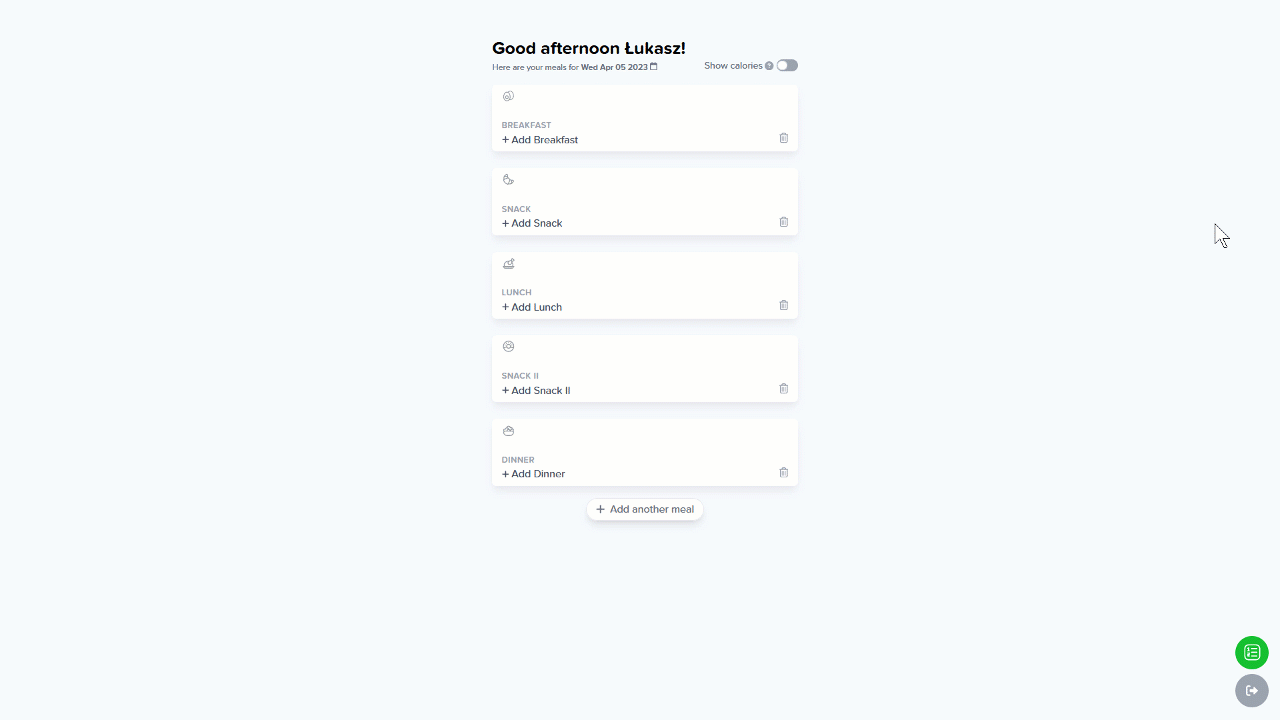 Good afternoon Łukasz!
Here are your meals for Wed Apr 05 2023
Show calories ?
BREAKFAST
+ Add Breakfast
SNACK
+ Add Snack
LUNCH
+ Add Lunch
SNACK II
+ Add Snack II
DINNER
+ Add Dinner
+ Add another meal